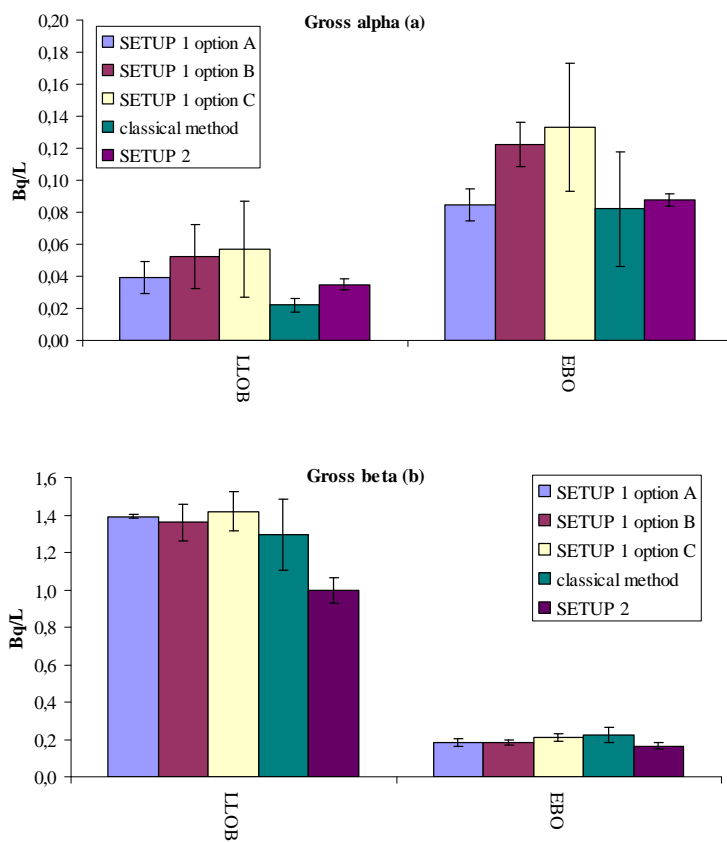 Gross alpha (a)
0,20
0,18
0,16
0,14
0,12
0,10
0,08
0,06
0,04
0,02
0,00
Bq/L
SETUP 1 option A
SETUP 1 option B
SETUP 1 option C
classical method
SETUP 2
LLOB
EBO
Gross beta (b)
1,6
1,4
1,2
1,0
0,8
0,6
0,4
0,2
0,0
Bq/L
SETUP 1 option A
SETUP 1 option B
SETUP 1 option C
classical method
SETUP 2
LLOB
EBO